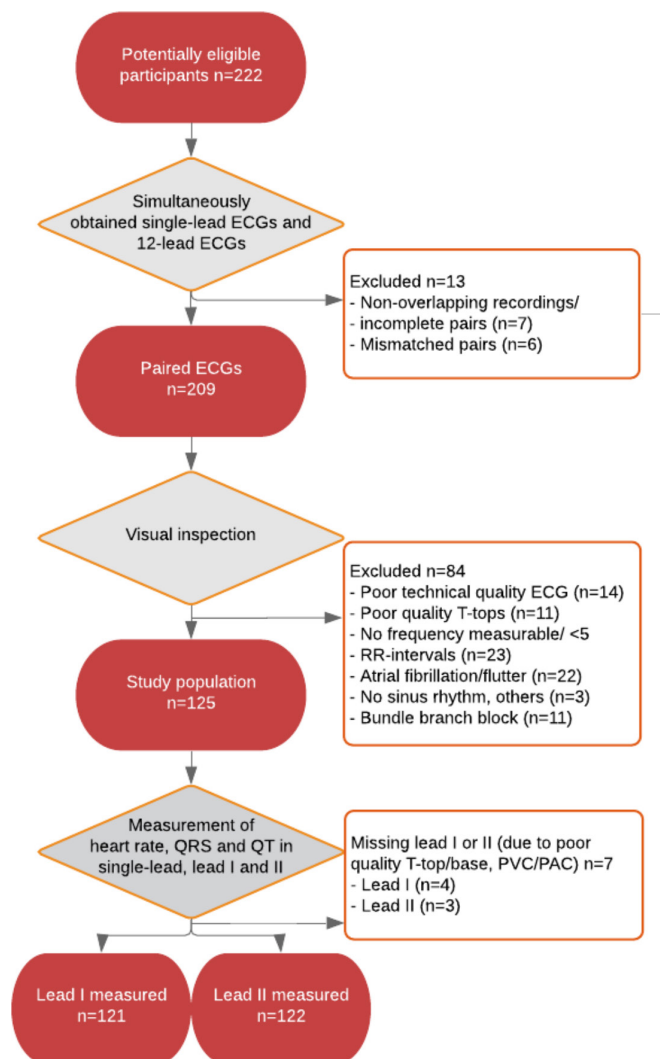 Potentially eligible
participants n=222
Simultaneously
obtained single-lead ECGs and
12-lead ECGs
Excluded n=13
- Non-overlapping recordings/
- incomplete pairs (n=7)
- Mismatched pairs (n=6)
Paired ECGs
n=209
Visual inspection
Excluded n=84
- Poor technical quality ECG (n=14)
- Poor quality T-tops (n=11)
- No frequency measurable/ <5
- RR-intervals (n=23)
- Atrial fibrillation/flutter (n=22)
- No sinus rhythm, others (n=3)
- Bundle branch block (n=11)
Study population
n=125
Measurement of
heart rate, QRS and QT in
single-lead, lead I and II
Missing lead I or II (due to poor
quality T-top/base, PVC/PAC) n=7
- Lead I (n=4)
- Lead II (n=3)
Lead I measured
n=121
Lead II measured
n=122